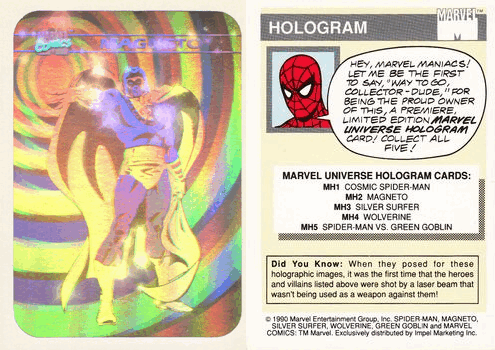 MARVEL
COMICS
MAGNETO
HOLOGRAM
MARVEL™
HEY, MARVEL MANIACS!
LET ME BE THE FIRST
TO SAY, "WAY TO GO,
COLLECTOR-DUDE," FOR
BEING THE PROUD OWNER
OF THIS, A PREMIERE,
LIMITED EDITION MARVEL
UNIVERSE HOLOGRAM
CARD! COLLECT ALL
FIVE!
MARVEL UNIVERSE HOLOGRAM CARDS:
MH1 COSMIC SPIDER-MAN
MH2 MAGNETO
MH3 SILVER SURFER
MH4 WOLVERINE
MH5 SPIDER-MAN VS. GREEN GOBLIN
Did You Know: When they posed for these
holographic images, it was the first time that the heroes
and villains listed above were shot by a laser beam that
wasn't being used as a weapon against them!
© 1990 Marvel Entertainment Group, Inc. SPIDER-MAN, MAGNETO,
SILVER SURFER, WOLVERINE, GREEN GOBLIN and MARVEL
COMICS: TM Marvel. Exclusively distributed by Impel Marketing Inc.